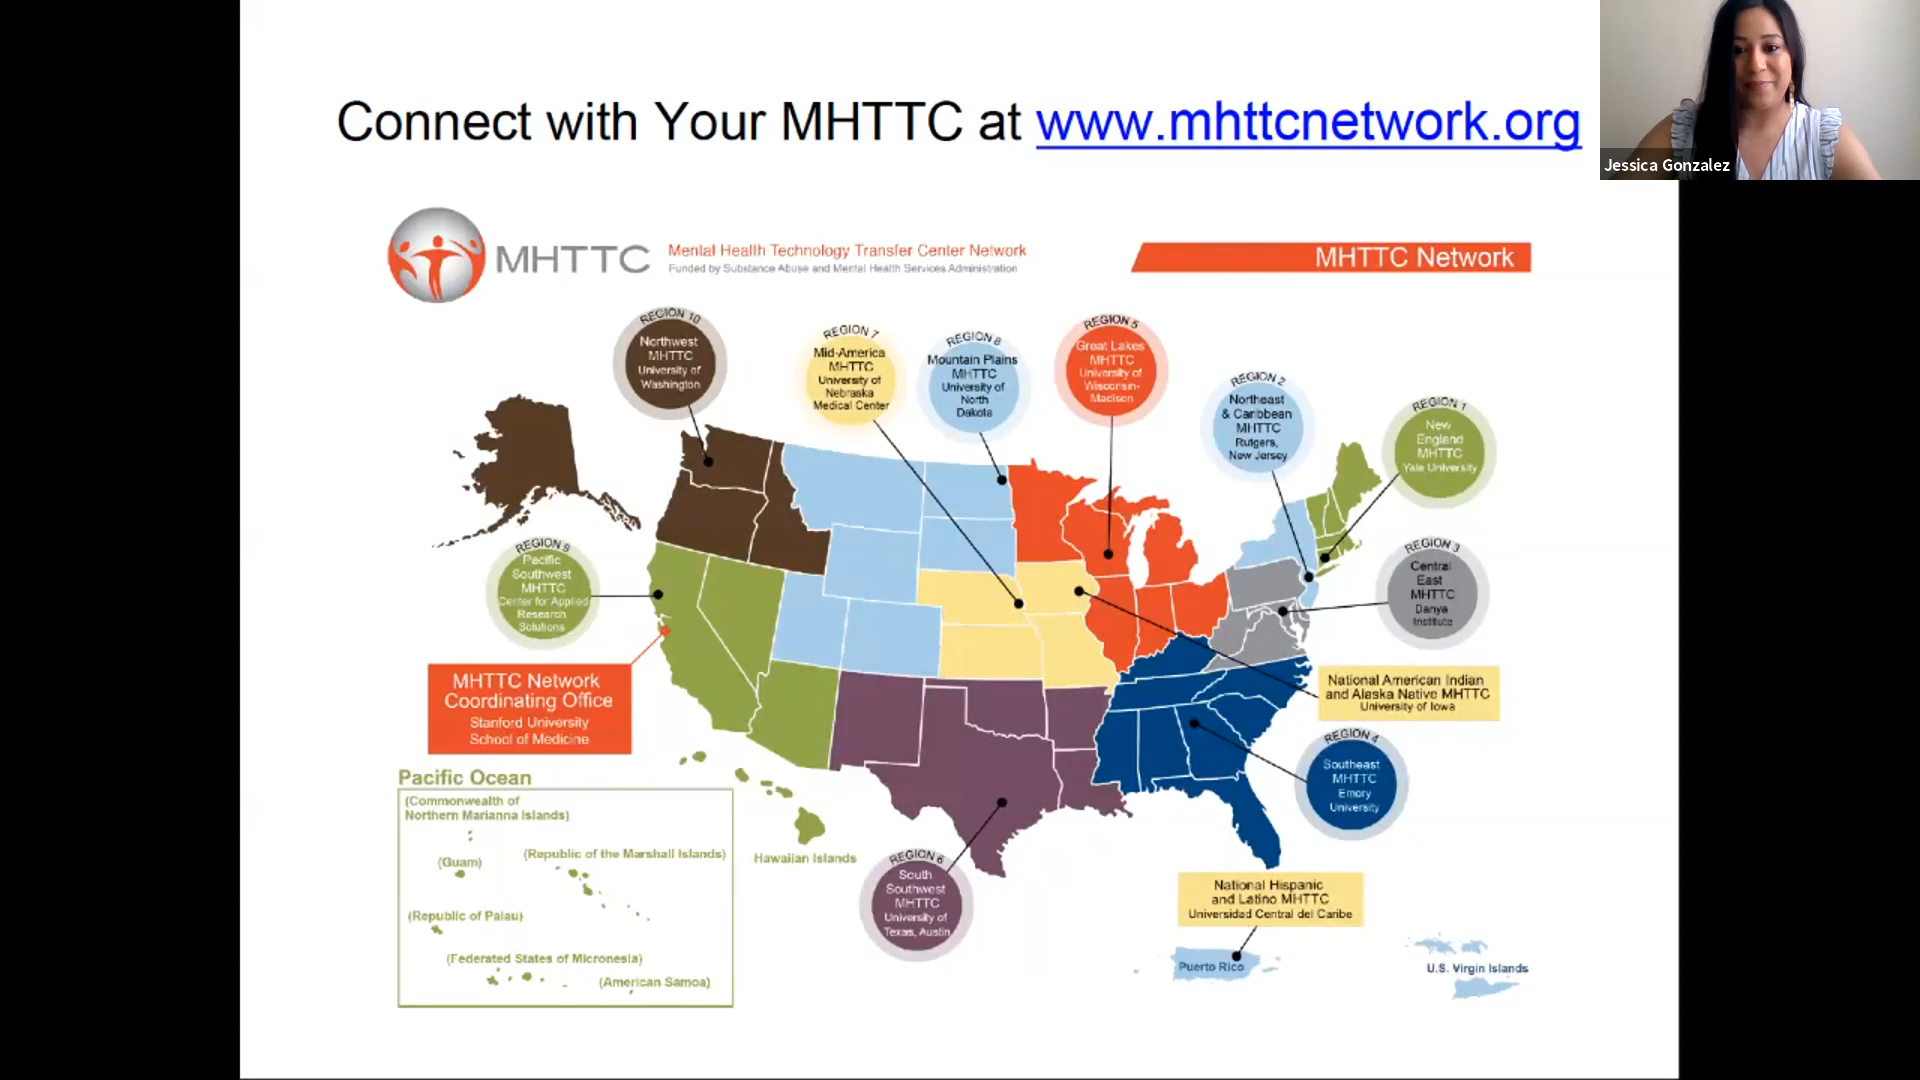 Connect with Your MHTTC at www.mhttcnetwork.org
Jessica Gonzalez
MHTTC
Mental Health Technology Transfer Center Network
Funded by Substance Abuse and Mental Health Services Administration
MHTTC Network
REGION 10
Northwest
MHTTC
University of
Washington
REGION 7
Mid-America
MHTTC
University of
Nebraska
Medical Center
REGION 8
Mountain Plains
MHTTC
University of
North
Dakota
REGION 5
Great Lakes
MHTTC
University of
Wisconsin-
Madison
REGION 2
Northeast
& Caribbean
MHTTC
Rutgers,
New Jersey
REGION 1
New
England
MHTTC
Yale University
REGION 9
Pacific
Southwest
MHTTC
Center for Applied
Research
Solutions
REGION 3
Central
East
MHTTC
Danya
Institute
MHTTC Network
Coordinating Office
Stanford University
School of Medicine
National American Indian
and Alaska Native MHTTC
University of Iowa
REGION 4
Southeast
MHTTC
Emory
University
Pacific Ocean
(Commonwealth of
Northern Marianna Islands)
(Guam)
(Republic of the Marshall Islands)
(Republic of Palau)
(Federated States of Micronesia)
(American Samoa)
Hawaiian Islands
REGION 6
South
Southwest
MHTTC
University of
Texas, Austin
National Hispanic
and Latino MHTTC
Universidad Central del Caribe
Puerto Rico
U.S. Virgin Islands